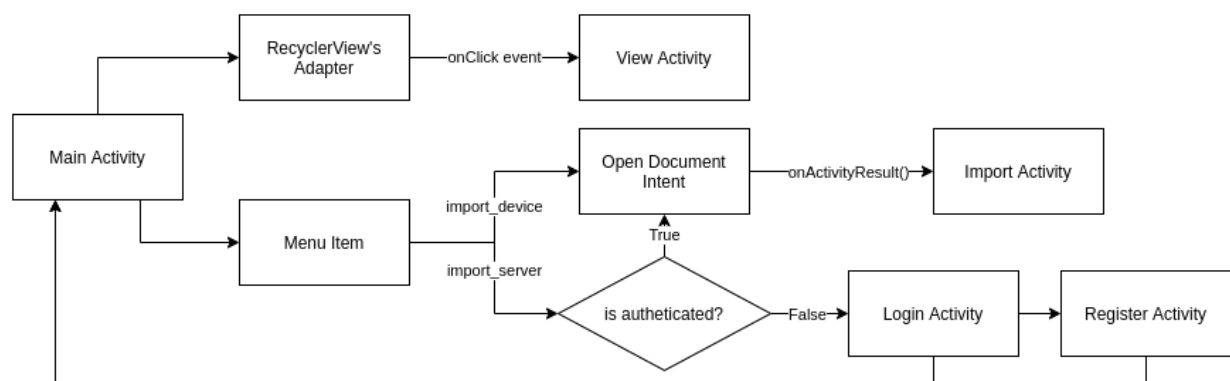 RecyclerView's
Adapter
onClick event
View Activity
Main Activity
Open Document
Intent
onActivityResult()
Import Activity
import_device
Menu Item
True
import_server
is autheticated?
False
Login Activity
Register Activity